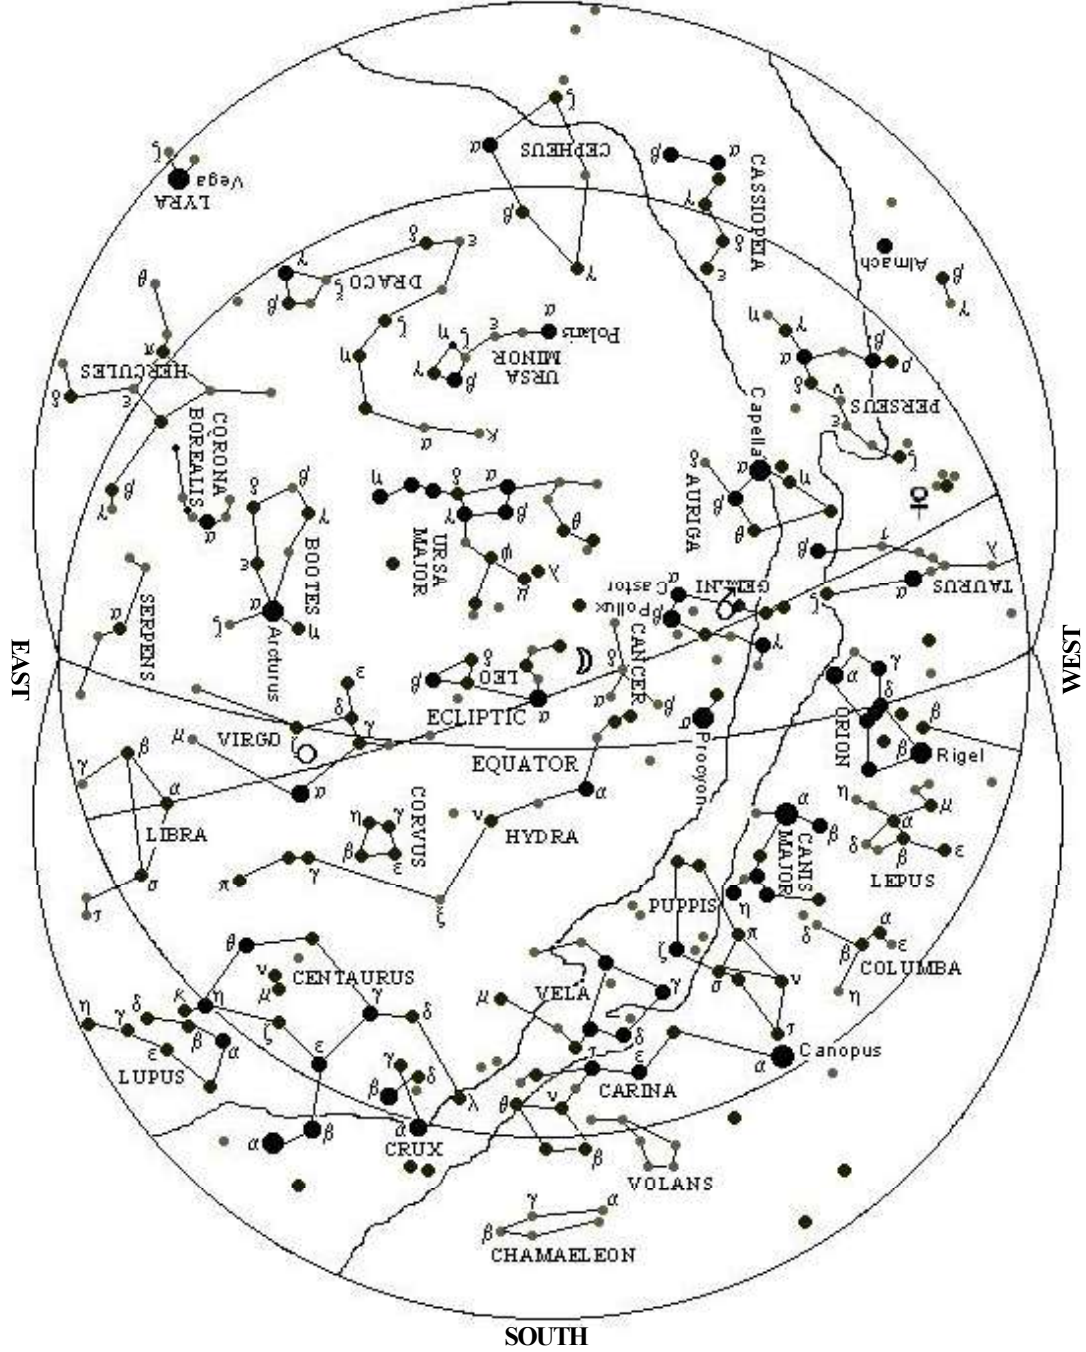 ζ
α
CEPHEUS
β
α
CASSIOPEIA
ζ
Vega
LYRA
γ
β
δ
ε
γ
δ
ε
Almach
β
γ
γ
DRACO
ξ
β
θ
ζ
η
α
Polaris
ε
ζ
η
URSA
MINOR
γ
β
η
γ
α
β
ρ
δ
ν
PERSEUS
ε
ζ
π
HERCULES
δ
ε
Capella
α
κ
CORONA
BOREALIS
β
γ
α
δ
β
γ
BOOTES
ε
α
ζ
η
Arcturus
η
δ
α
γ
β
URSA
MAJOR
θ
φ
λ
μ
δ
α
η
β
θ
AURIGA
♀
β
τ
λ
TAURUS
α
ζ
SERPENS
α
α
Castor
GEMINI
♂
β
Pollux
γ
EAST
WEST
CANCER
δ
α
β
☽
LEO
δ
β
α
ε
δ
γ
ECLIPTIC
VIRGO
ζ
α
μ
α
Procyon
EQUATOR
α
γ
δ
ORION
β
Rigel
β
β
γ
α
LIBRA
σ
τ
CORVUS
η
γ
β
ε
ν
HYDRA
α
π
γ
ξ
α
β
CANIS
MAJOR
η
η
μ
α
δ
β
ε
LEPUS
PUPPIS
ζ
π
ν
σ
τ
α
δ
β
ε
COLUMBA
η
θ
CENTAURUS
ν
μ
κ
η
ζ
γ
δ
ε
μ
VELA
γ
δ
η
γ
δ
β
α
ε
LUPUS
γ
β
δ
λ
α
CRUX
α
β
ι
ε
CARINA
α
Canopus
θ
ν
β
VOLANS
γ
α
β
CHAMAELEON
SOUTH